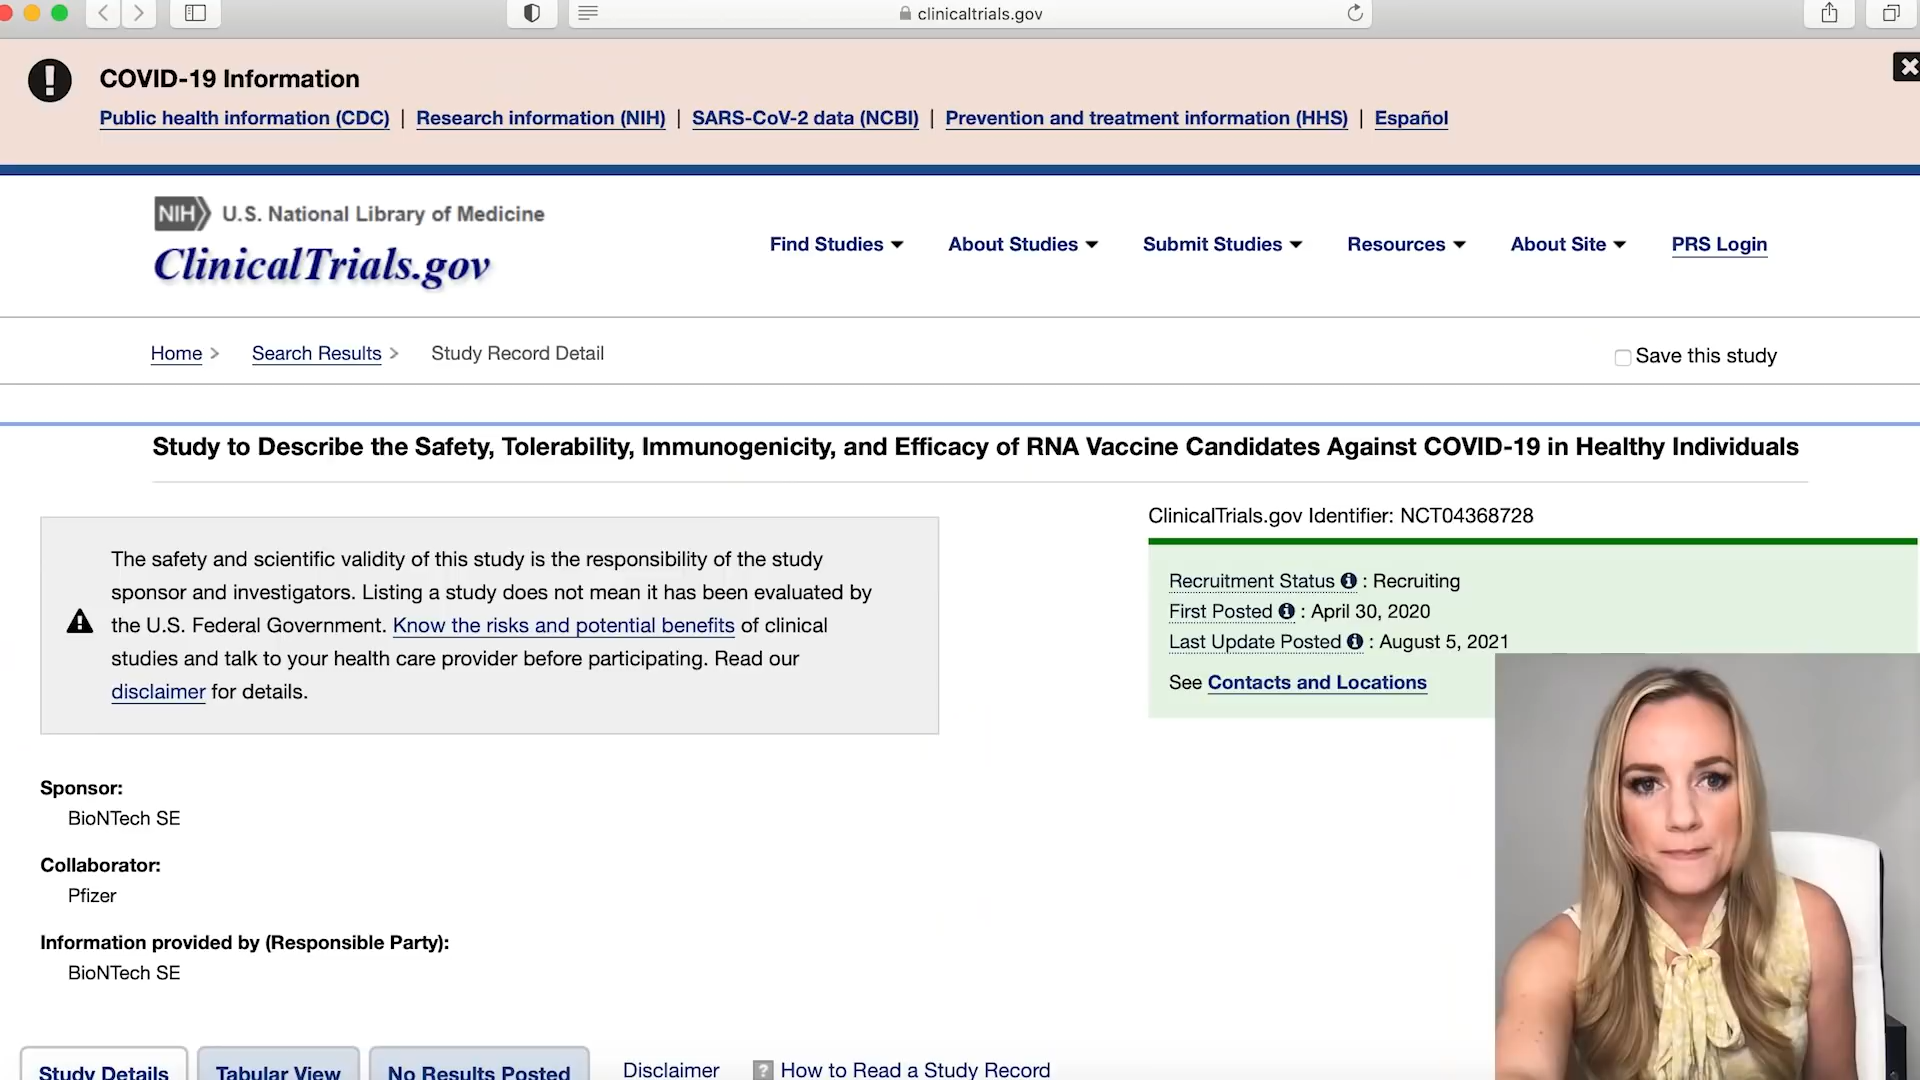 clinicaltrials.gov
COVID-19 Information
Public health information (CDC) | Research information (NIH) | SARS-CoV-2 data (NCBI) | Prevention and treatment information (HHS) | Español
NIH U.S. National Library of Medicine
ClinicalTrials.gov
Find Studies About Studies Submit Studies Resources About Site PRS Login
Home > Search Results > Study Record Detail
Save this study
Study to Describe the Safety, Tolerability, Immunogenicity, and Efficacy of RNA Vaccine Candidates Against COVID-19 in Healthy Individuals
The safety and scientific validity of this study is the responsibility of the study
sponsor and investigators. Listing a study does not mean it has been evaluated by
the U.S. Federal Government. Know the risks and potential benefits of clinical
studies and talk to your health care provider before participating. Read our
disclaimer for details.
ClinicalTrials.gov Identifier: NCT04368728
Recruitment Status : Recruiting
First Posted : April 30, 2020
Last Update Posted : August 5, 2021
See Contacts and Locations
Sponsor:
BioNTech SE
Collaborator:
Pfizer
Information provided by (Responsible Party):
BioNTech SE
Study Details Tabular View No Results Posted Disclaimer ? How to Read a Study Record